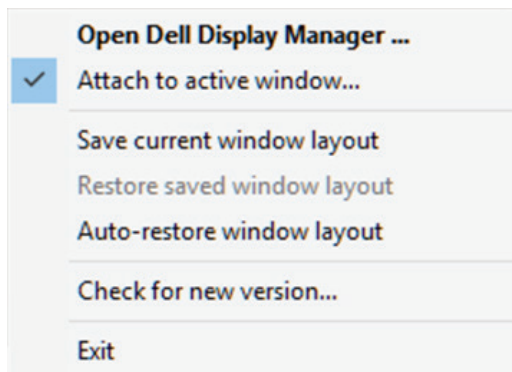 Open Dell Display Manager ...
Attach to active window...
Save current window layout
Restore saved window layout
Auto-restore window layout
Check for new version...
Exit